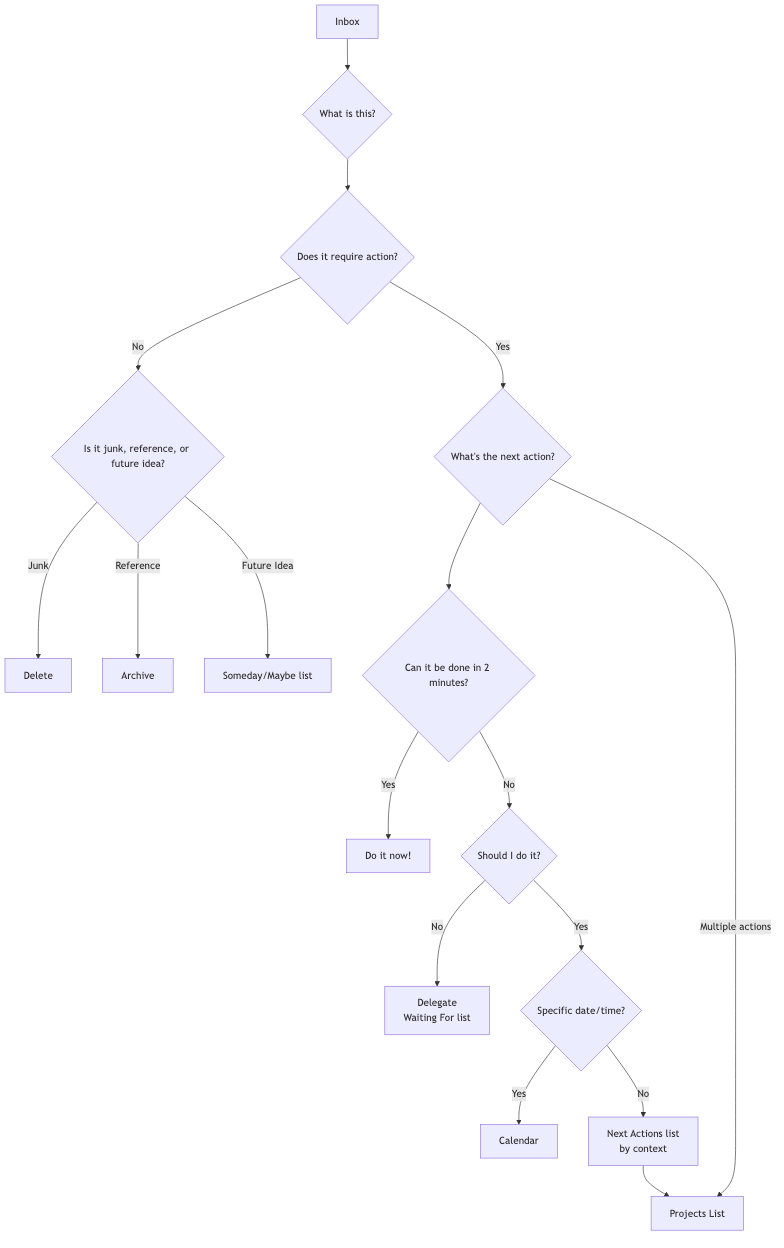 Inbox
What is this?
Does it require action?
No
Yes
Is it junk, reference, or
future idea?
What's the next action?
Junk
Reference
Future Idea
Delete
Archive
Someday/Maybe list
Can it be done in 2
minutes?
Yes
No
Do it now!
Should I do it?
No
Yes
Multiple actions
Delegate
Waiting For list
Specific date/time?
Yes
No
Calendar
Next Actions list
by context
Projects List